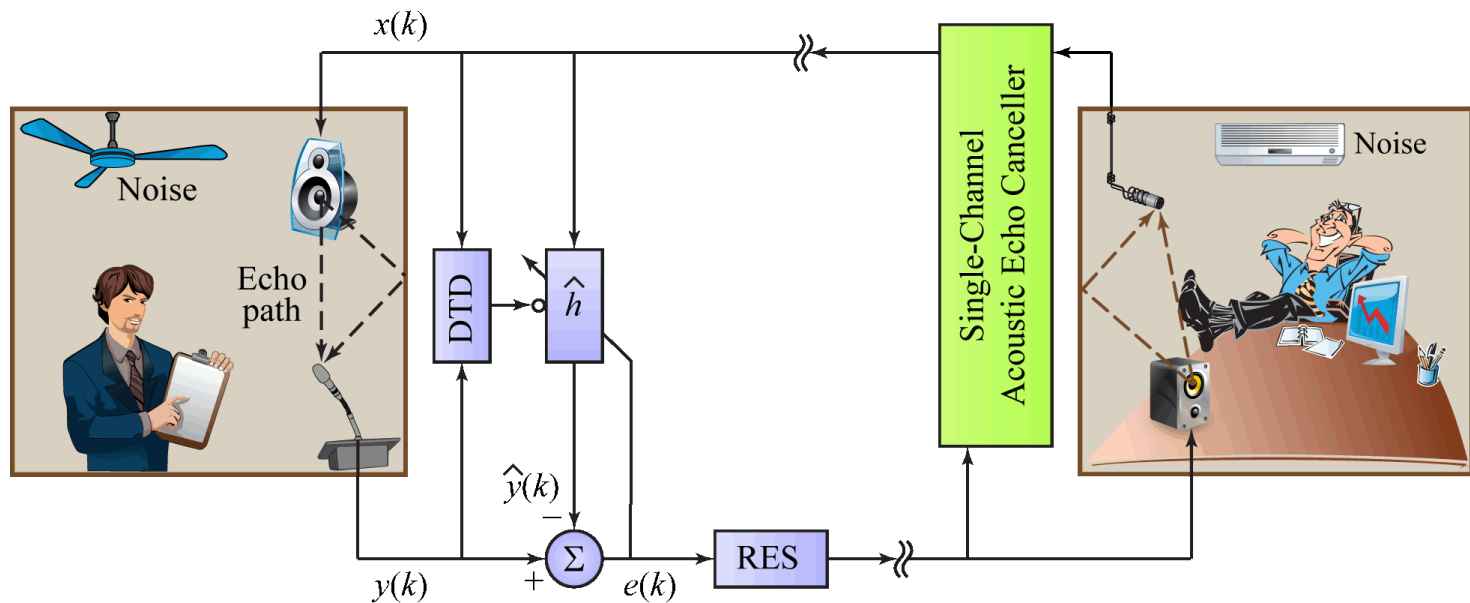 x(k)
Noise
Noise
Echo
path
DTD
ĥ
Single-Channel
Acoustic Echo Canceller
ŷ(k)
−
Σ
+
y(k)
e(k)
RES